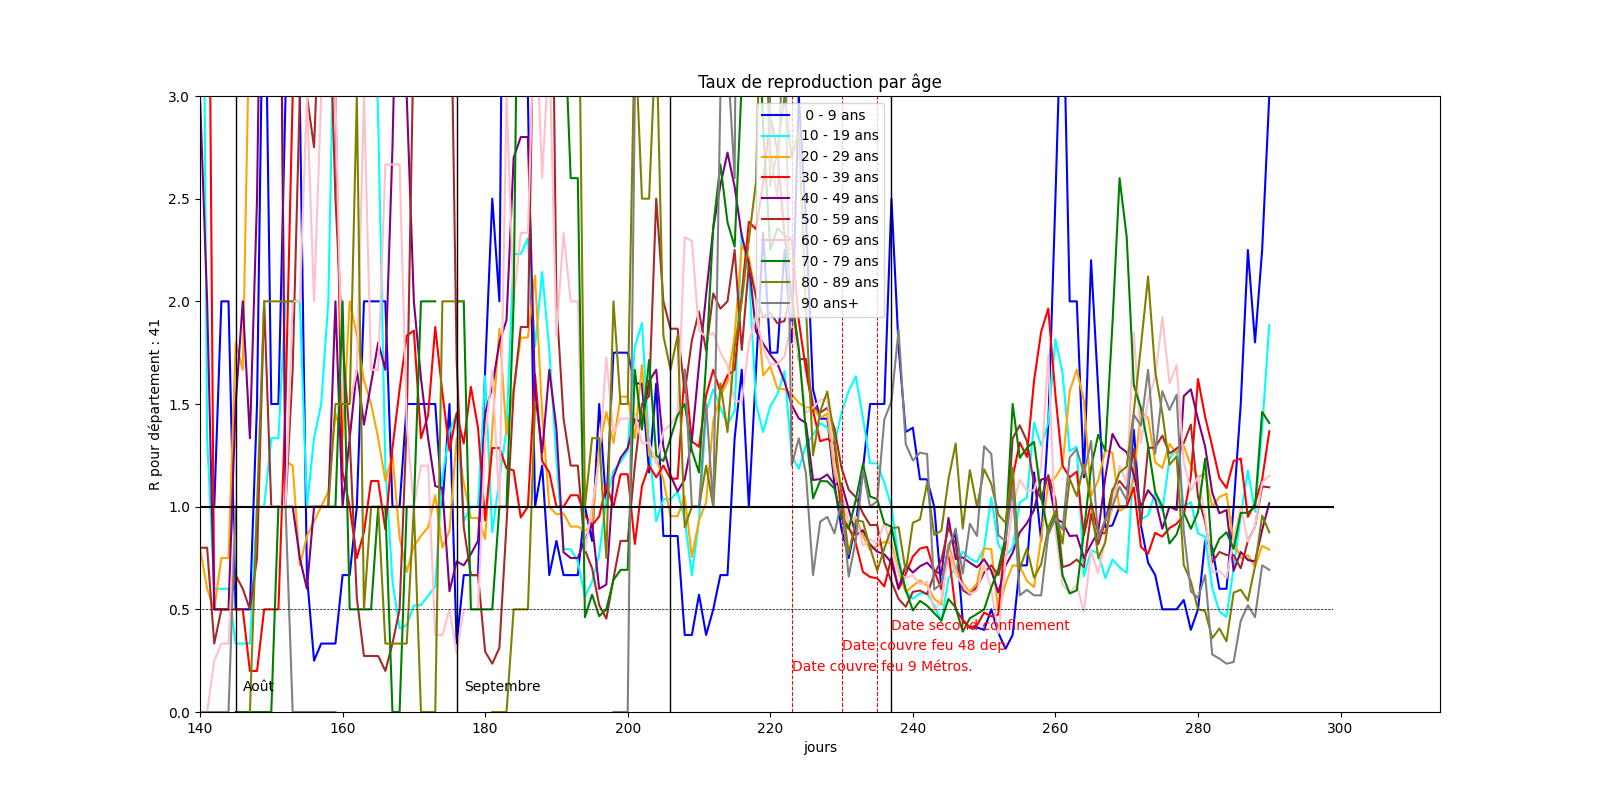 Taux de reproduction par âge
R pour département : 41
3.0
2.5
2.0
1.5
1.0
0.5
0.0
0 - 9 ans
10 - 19 ans
20 - 29 ans
30 - 39 ans
40 - 49 ans
50 - 59 ans
60 - 69 ans
70 - 79 ans
80 - 89 ans
90 ans+
Date second confinement
Date couvre feu 48 dep
Date couvre feu 9 Métros.
Août
Septembre
140 160 180 200 220 240 260 280 300
jours